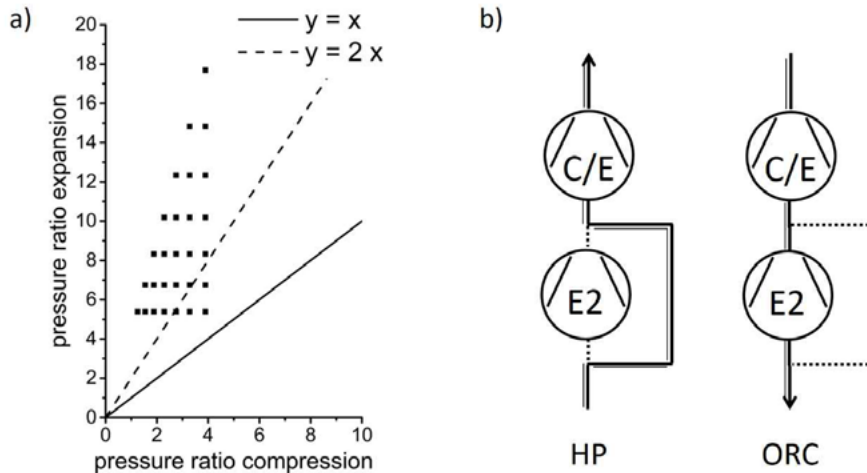 a)
y = x
y = 2 x
20
18
16
14
12
10
8
6
4
2
0
pressure ratio expansion
0 2 4 6 8 10
pressure ratio compression
b)
C/E C/E
E2 E2
HP ORC